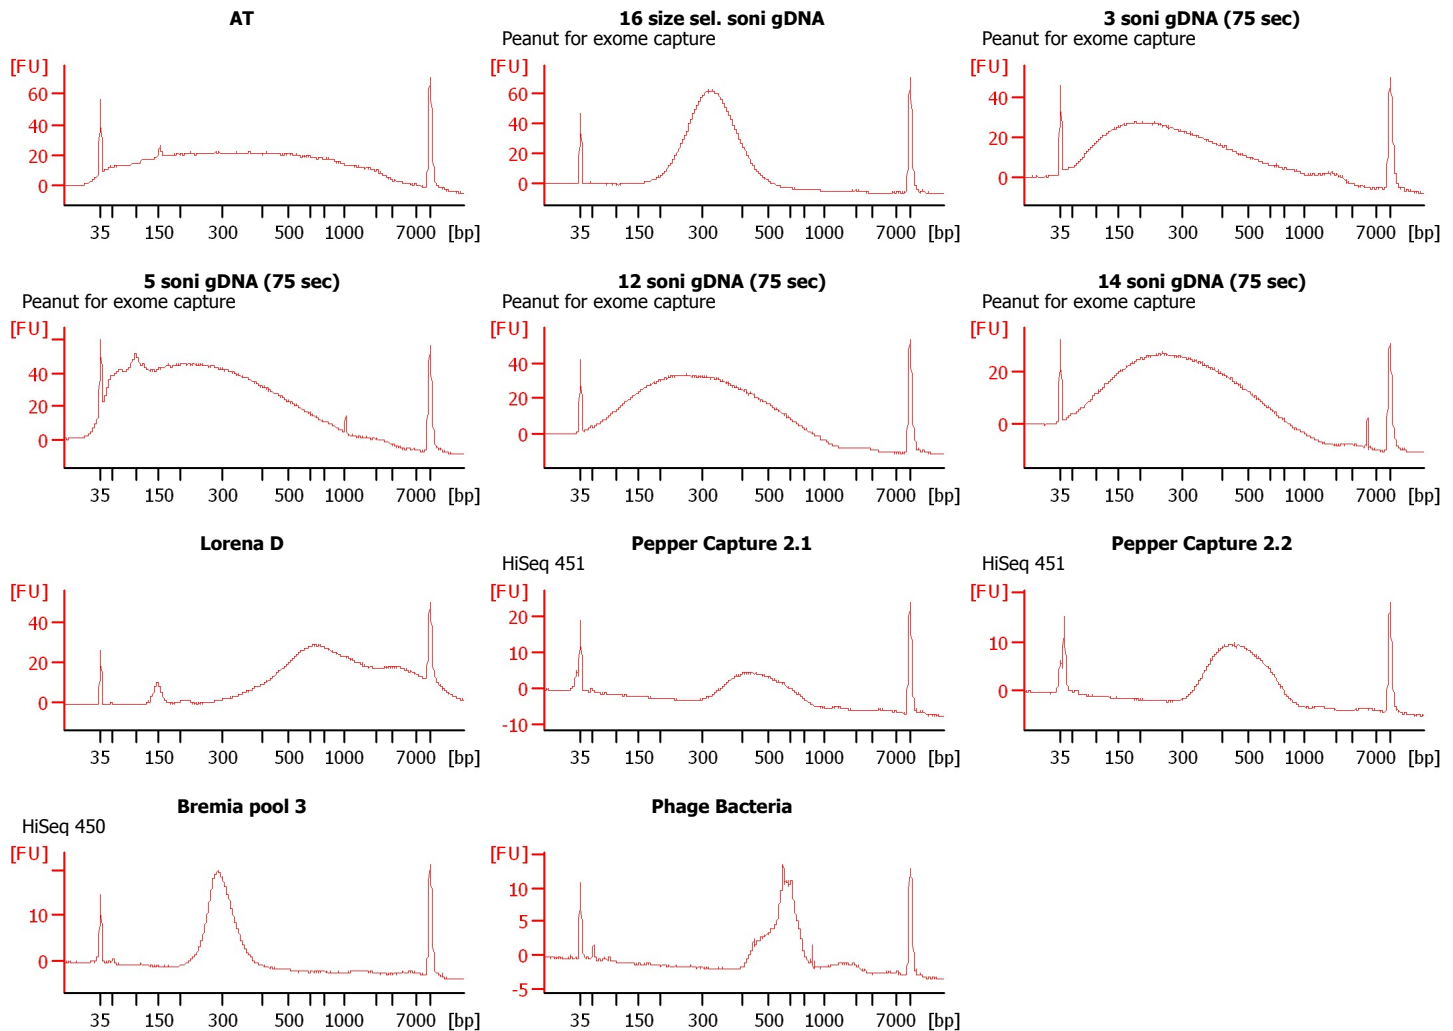 AT
[FU]
60
40
20
0
35 150 300 500 1000 7000 [bp]
16 size sel. soni gDNA
Peanut for exome capture
[FU]
60
40
20
0
35 150 300 500 1000 7000 [bp]
3 soni gDNA (75 sec)
Peanut for exome capture
[FU]
40
20
0
35 150 300 500 1000 7000 [bp]
5 soni gDNA (75 sec)
Peanut for exome capture
[FU]
40
20
0
35 150 300 500 1000 7000 [bp]
12 soni gDNA (75 sec)
Peanut for exome capture
[FU]
40
20
0
35 150 300 500 1000 7000 [bp]
14 soni gDNA (75 sec)
Peanut for exome capture
[FU]
20
0
35 150 300 500 1000 7000 [bp]
Lorena D
[FU]
40
20
0
35 150 300 500 1000 7000 [bp]
Pepper Capture 2.1
HiSeq 451
[FU]
20
10
0
-10
35 150 300 500 1000 7000 [bp]
Pepper Capture 2.2
HiSeq 451
[FU]
10
0
35 150 300 500 1000 7000 [bp]
Bremia pool 3
HiSeq 450
[FU]
10
0
35 150 300 500 1000 7000 [bp]
Phage Bacteria
[FU]
15
10
5
0
-5
35 150 300 500 1000 7000 [bp]